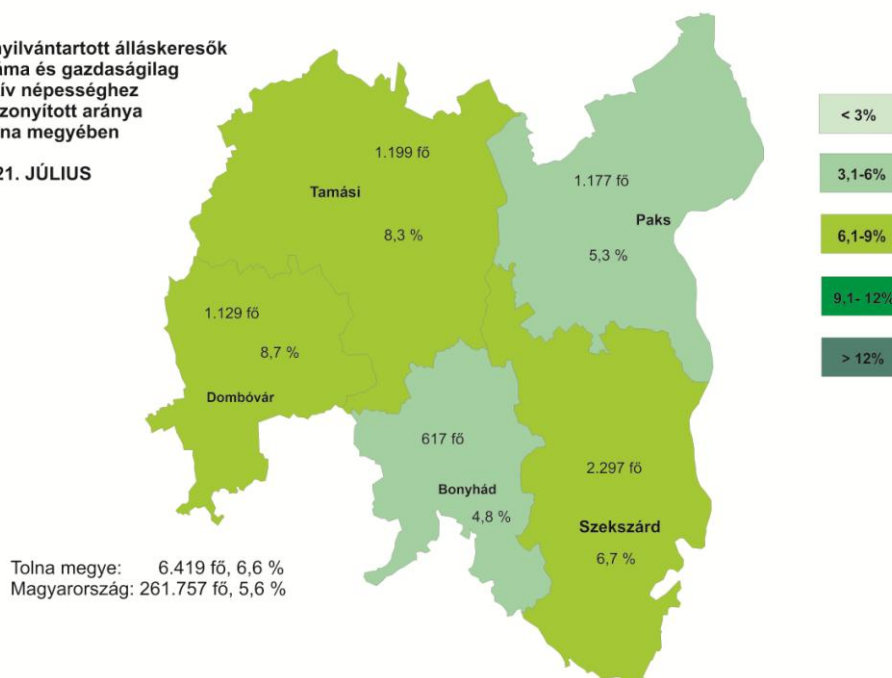 yilvántartott álláskeresők
áma és gazdaságilag
ív népességhez
zonyított aránya
na megyében
21. JÚLIUS
1.199 fő
Tamási
8,3 %
1.177 fő
Paks
5,3 %
1.129 fő
8,7 %
Dombóvár
617 fő
Bonyhád
4,8 %
2.297 fő
Szekszárd
6,7 %
< 3%
3,1-6%
6,1-9%
9,1- 12%
> 12%
Tolna megye: 6.419 fő, 6,6 %
Magyarország: 261.757 fő, 5,6 %